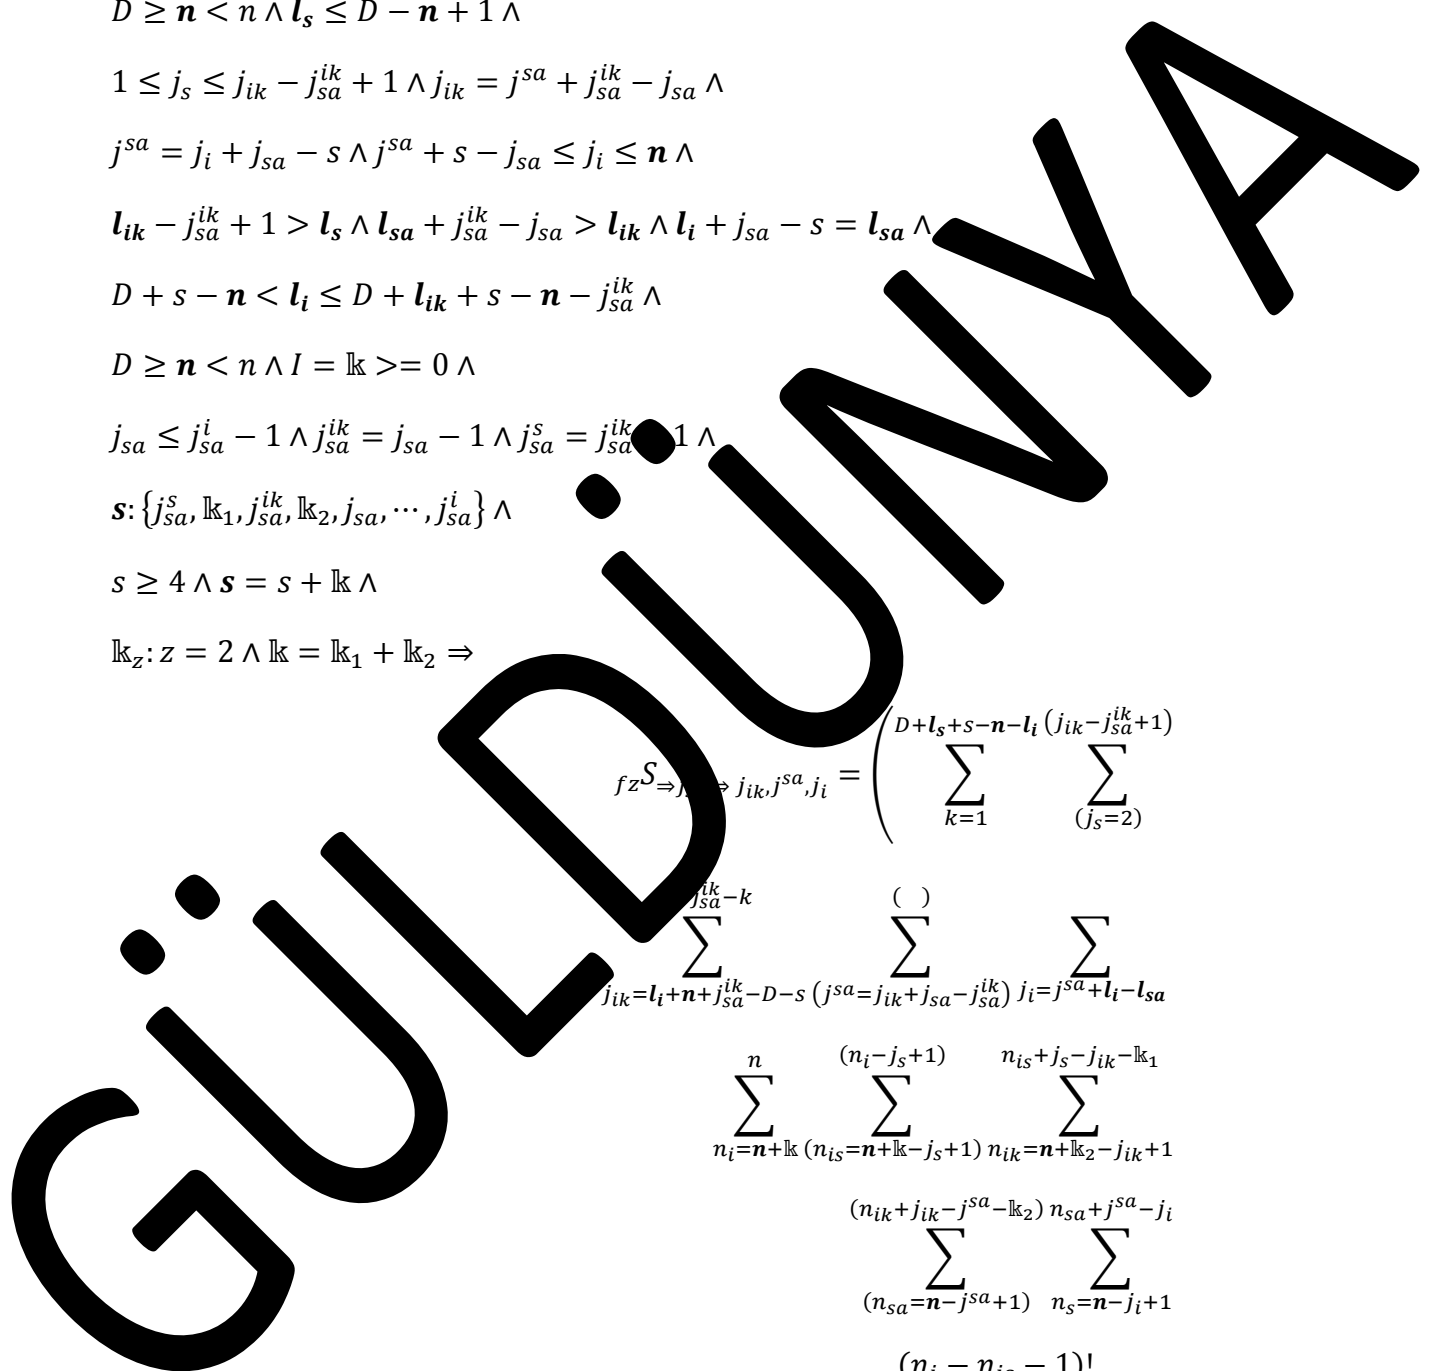 D ≥ 𝒏 < n ∧ 𝒍ₛ ≤ D − 𝒏 + 1 ∧
1 ≤ j_s ≤ j_{ik} − j_{sa}^{ik} + 1 ∧ j_{ik} = j^{sa} + j_{sa}^{ik} − j_{sa} ∧
j^{sa} = j_i + j_{sa} − s ∧ j^{sa} + s − j_{sa} ≤ j_i ≤ 𝒏 ∧
𝒍_{ik} − j_{sa}^{ik} + 1 > 𝒍_s ∧ 𝒍_{sa} + j_{sa}^{ik} − j_{sa} > 𝒍_{ik} ∧ 𝒍_i + j_{sa} − s = 𝒍_{sa} ∧
D + s − 𝒏 < 𝒍_i ≤ D + 𝒍_{ik} + s − 𝒏 − j_{sa}^{ik} ∧
D ≥ 𝒏 < n ∧ I = 𝕜 >= 0 ∧
j_{sa} ≤ j_{sa}^{i} − 1 ∧ j_{sa}^{ik} = j_{sa} − 1 ∧ j_{sa}^{s} = j_{sa}^{ik} 1 ∧
𝒔: {j_{sa}^{s}, 𝕜_1, j_{sa}^{ik}, 𝕜_2, j_{sa}, ⋯, j_{sa}^{i}} ∧
s ≥ 4 ∧ 𝒔 = s + 𝕜 ∧
𝕜_z: z = 2 ∧ 𝕜 = 𝕜_1 + 𝕜_2 ⇒
_{fz}S_{⇒ ⇒ j_{ik}, j^{sa}, j_i} = ( ∑_{k=1}^{D+𝒍_s+s−𝒏−𝒍_i} ∑_{(j_s=2)}^{(j_{ik}−j_{sa}^{ik}+1)}
∑_{j_{ik}=𝒍_i+𝒏+j_{sa}^{ik}−D−s}^{j_{sa}^{ik}−k} ∑_{(j^{sa}=j_{ik}+j_{sa}−j_{sa}^{ik})}^{( )} ∑_{j_i=j^{sa}+𝒍_i−𝒍_{sa}}
∑_{n_i=𝒏+𝕜}^{n} ∑_{(n_{is}=𝒏+𝕜−j_s+1)}^{(n_i−j_s+1)} ∑_{n_{ik}=𝒏+𝕜_2−j_{ik}+1}^{n_{is}+j_s−j_{ik}−𝕜_1}
∑_{(n_{sa}=𝒏−j^{sa}+1)}^{(n_{ik}+j_{ik}−j^{sa}−𝕜_2)} ∑_{n_s=𝒏−j_i+1}^{n_{sa}+j^{sa}−j_i}
(n_i − n_{is} − 1)!
GÜLDÜNYA